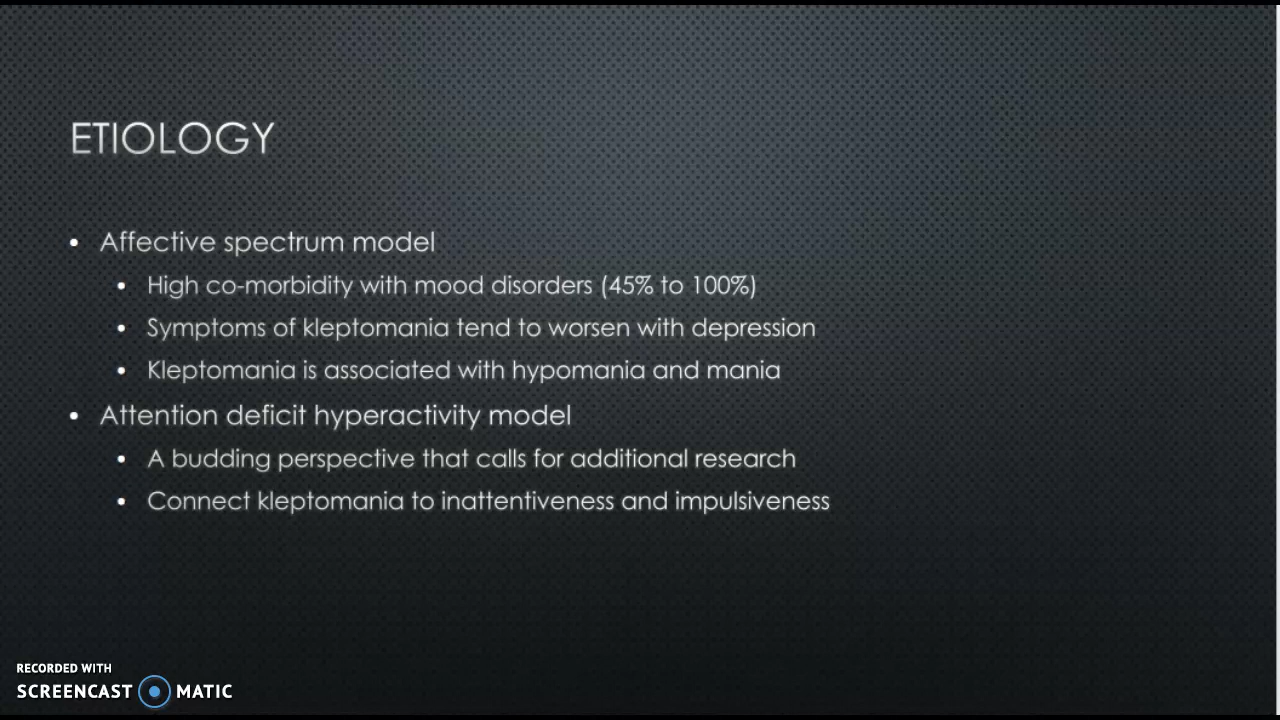 ETIOLOGY
• Affective spectrum model
• High co-morbidity with mood disorders (45% to 100%)
• Symptoms of kleptomania tend to worsen with depression
• Kleptomania is associated with hypomania and mania
• Attention deficit hyperactivity model
• A budding perspective that calls for additional research
• Connect kleptomania to inattentiveness and impulsiveness
RECORDED WITH
SCREENCAST MATIC